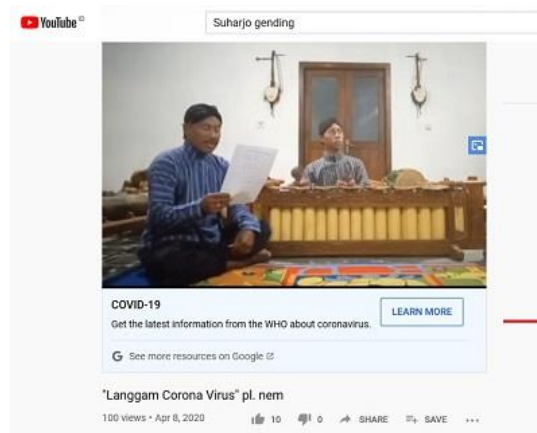 YouTube ID
Suharjo gending
COVID-19
Get the latest information from the WHO about coronavirus.
LEARN MORE
G See more resources on Google
"Langgam Corona Virus" pl. nem
100 views • Apr 8, 2020 10 0 SHARE SAVE